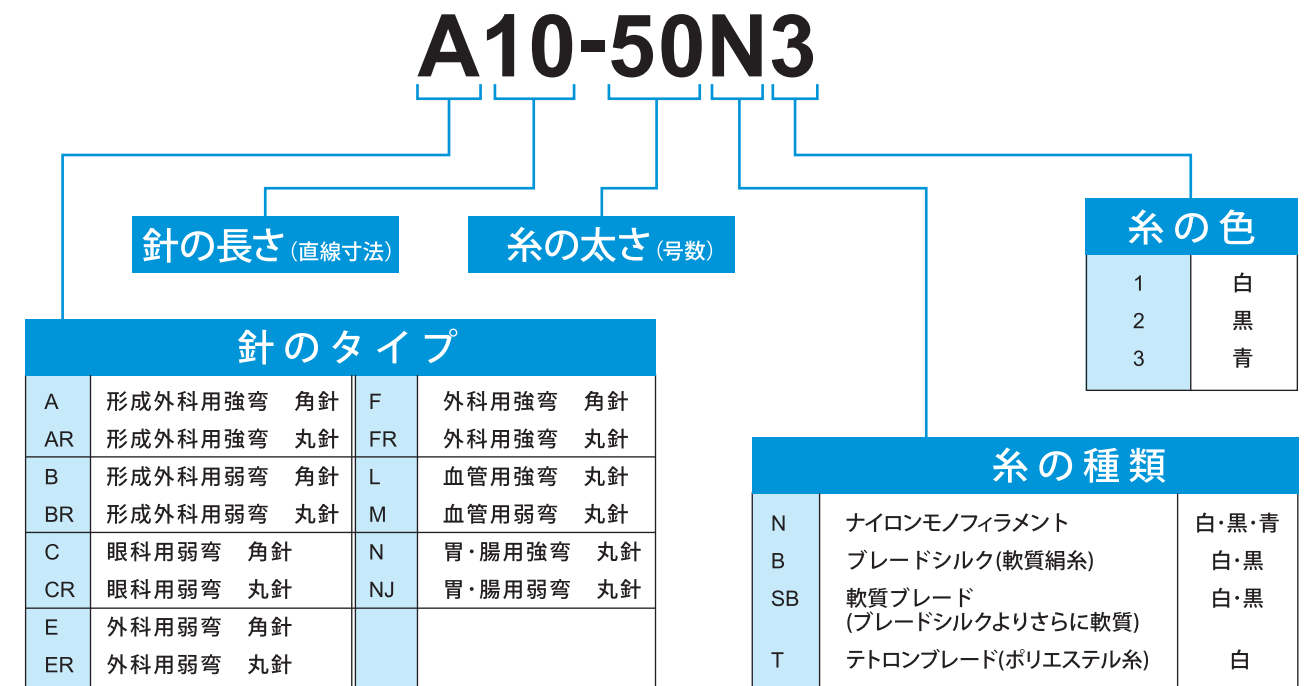 A10-50N3
針の長さ(直線寸法)
糸の太さ(号数)
糸の色
1 白
2 黒
3 青
針のタイプ
A 形成外科用強弯 角針 F 外科用強弯 角針
AR 形成外科用強弯 丸針 FR 外科用強弯 丸針
B 形成外科用弱弯 角針 L 血管用強弯 丸針
BR 形成外科用弱弯 丸針 M 血管用弱弯 丸針
C 眼科用弱弯 角針 N 胃・腸用強弯 丸針
CR 眼科用弱弯 丸針 NJ 胃・腸用弱弯 丸針
E 外科用弱弯 角針
ER 外科用弱弯 丸針
糸の種類
N ナイロンモノフィラメント 白・黒・青
B ブレードシルク(軟質絹糸) 白・黒
SB 軟質ブレード 白・黒
(ブレードシルクよりさらに軟質)
T テトロンブレード(ポリエステル糸) 白